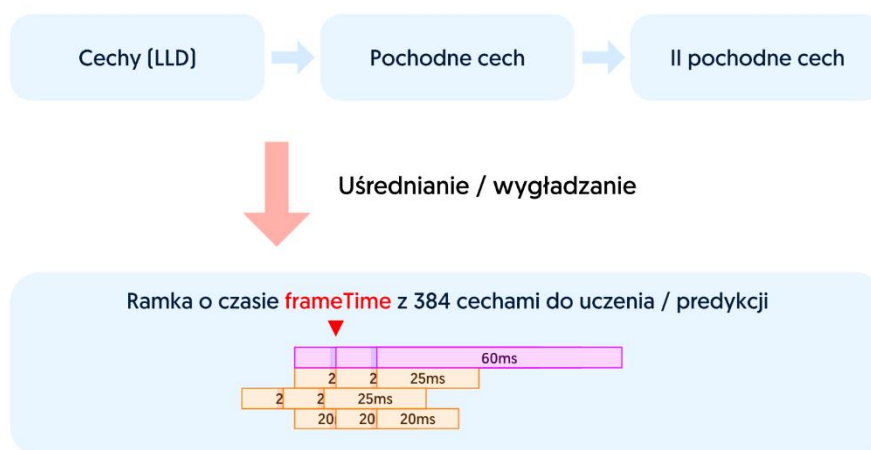 Cechy (LLD)
Pochodne cech
II pochodne cech
Uśrednianie / wygładzanie
Ramka o czasie frameTime z 384 cechami do uczenia / predykcji
60ms
2 2 25ms
2 2 25ms
20 20 20ms